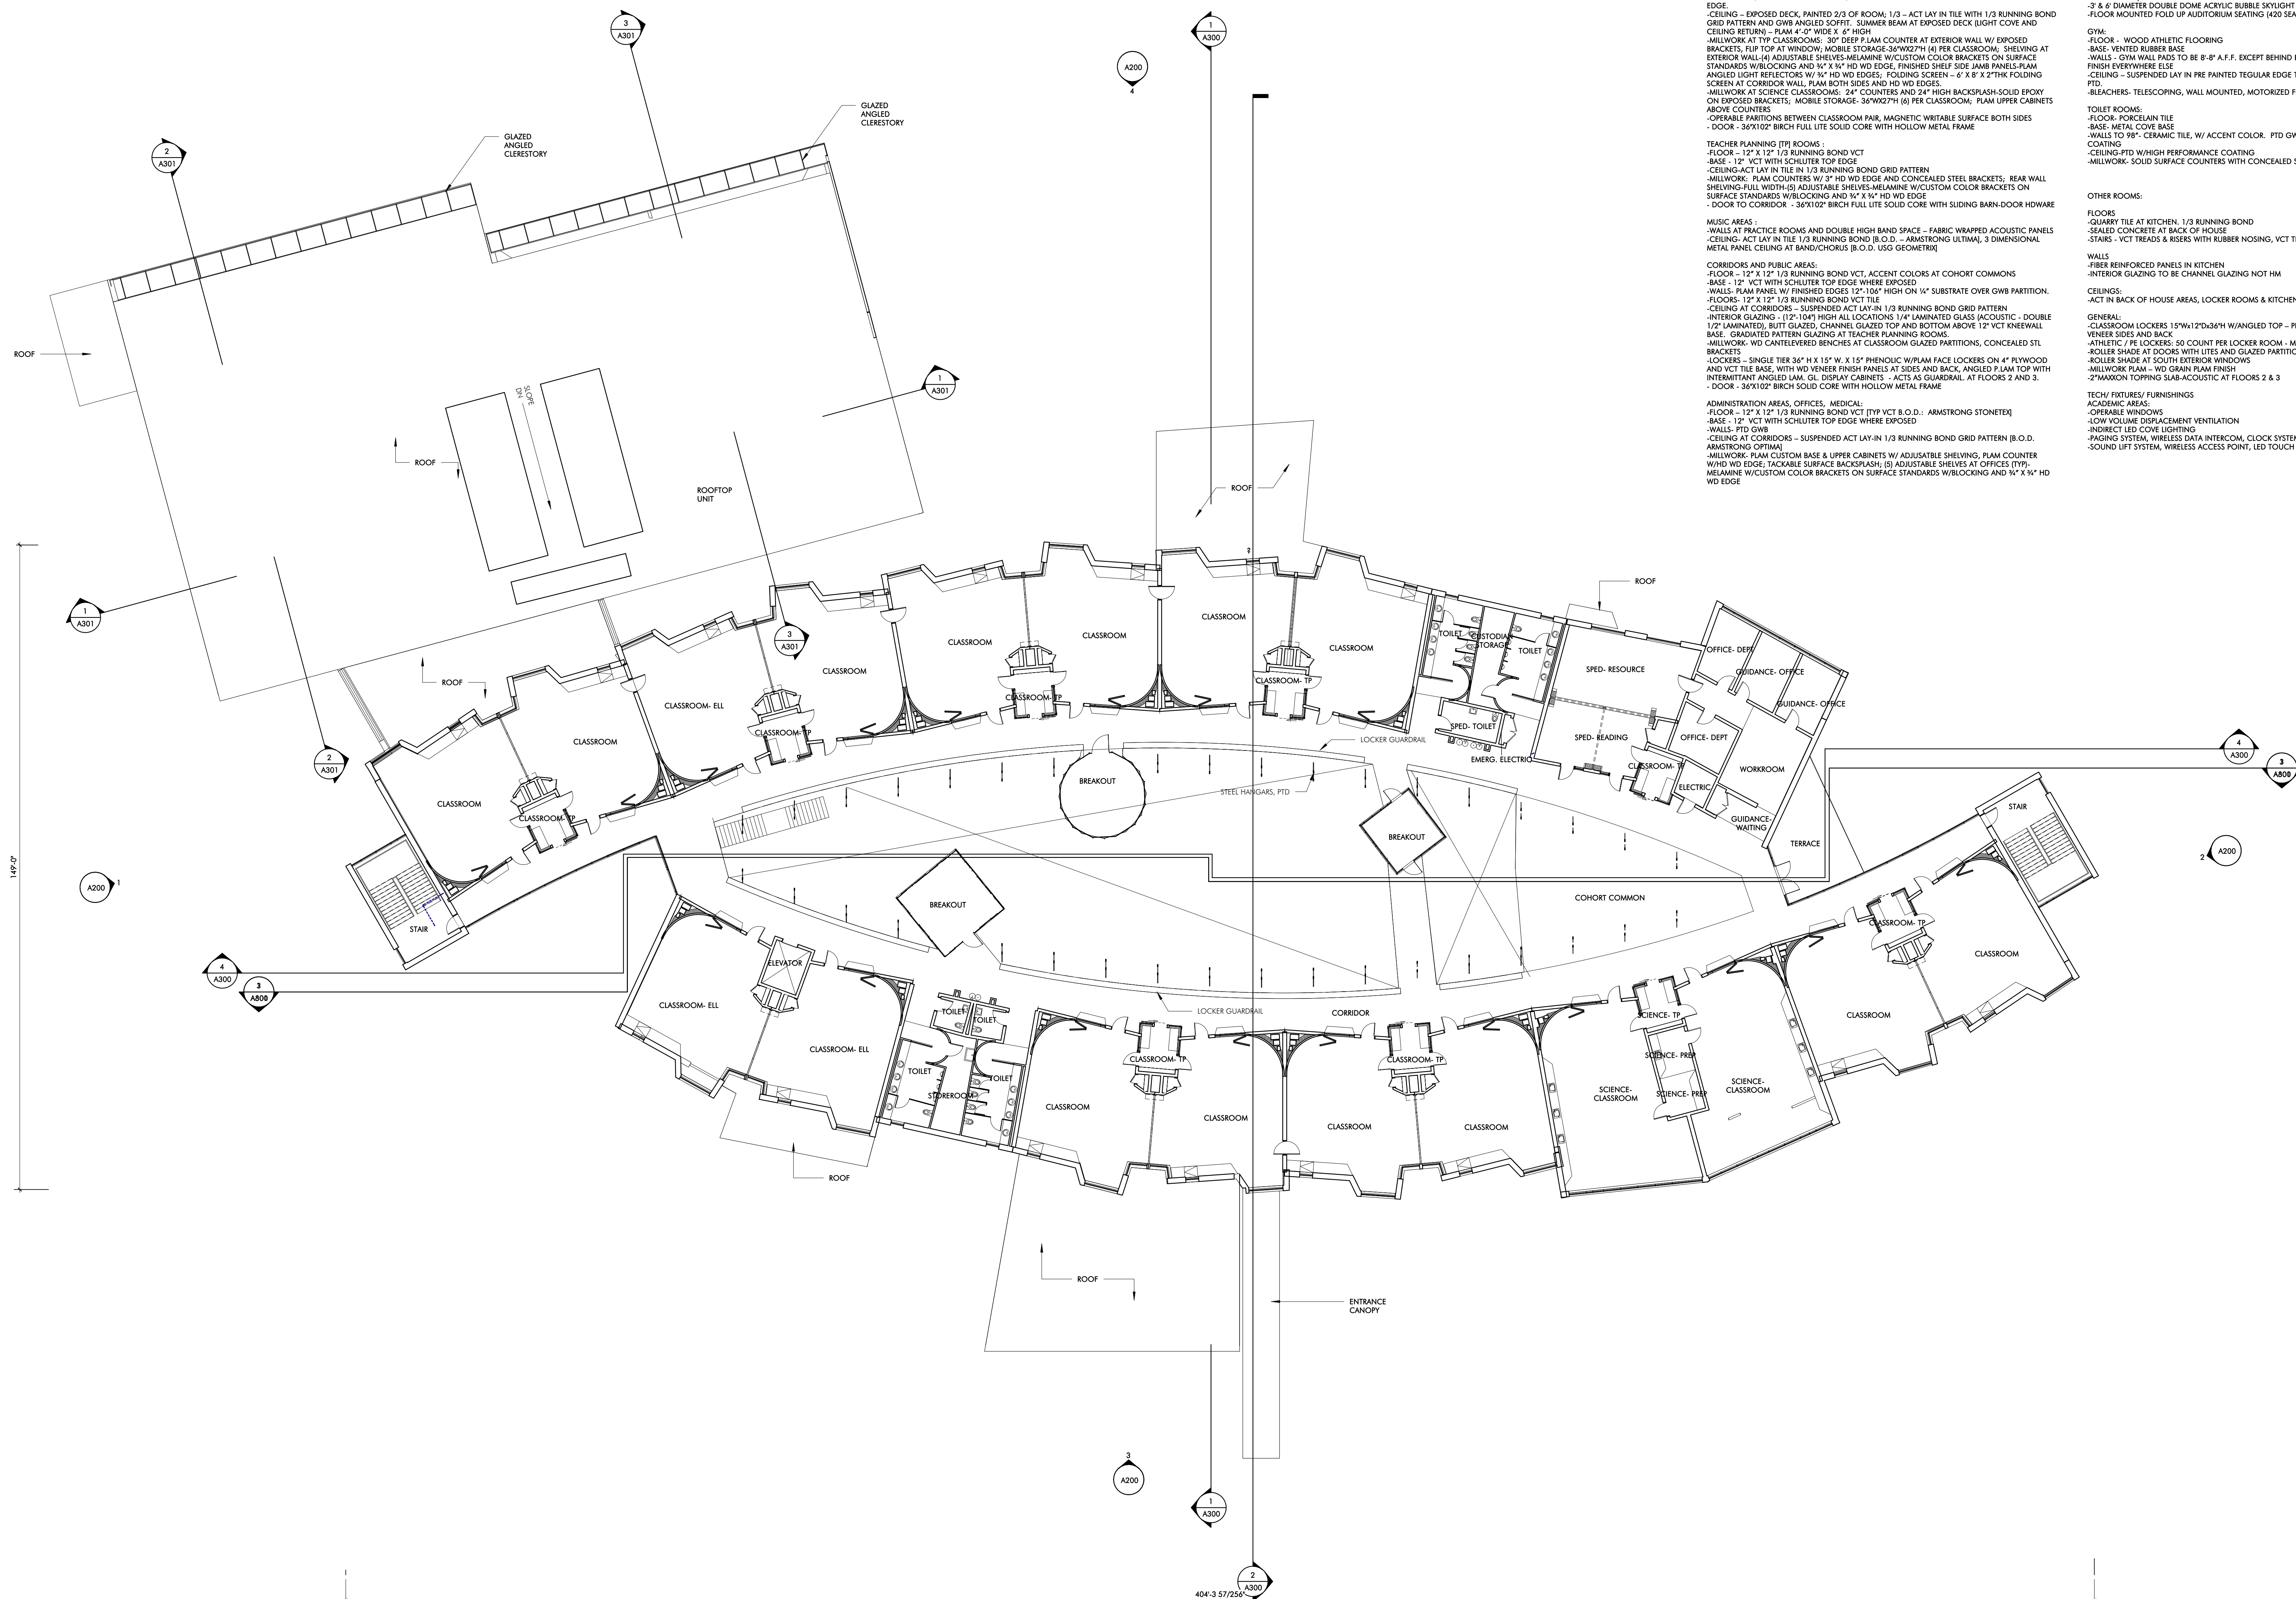 EDGE.
-CEILING – EXPOSED DECK, PAINTED 2/3 OF ROOM; 1/3 – ACT LAY IN TILE WITH 1/3 RUNNING BOND
GRID PATTERN AND GWB ANGLED SOFFIT.  SUMMER BEAM AT EXPOSED DECK (LIGHT COVE AND
CEILING RETURN) – PLAM 4'-0" WIDE X  6" HIGH
-MILLWORK AT TYP CLASSROOMS:  30" DEEP P.LAM COUNTER AT EXTERIOR WALL W/ EXPOSED
BRACKETS, FLIP TOP AT WINDOW; MOBILE STORAGE-36"WX27"H (4) PER CLASSROOM;  SHELVING AT
EXTERIOR WALL-(4) ADJUSTABLE SHELVES-MELAMINE W/CUSTOM COLOR BRACKETS ON SURFACE
STANDARDS W/BLOCKING AND ¾" X ¾" HD WD EDGE, FINISHED SHELF SIDE JAMB PANELS-PLAM
ANGLED LIGHT REFLECTORS W/ ¾" HD WD EDGES;  FOLDING SCREEN – 6' X 8' X 2"THK FOLDING
SCREEN AT CORRIDOR WALL, PLAM BOTH SIDES AND HD WD EDGES.
-MILLWORK AT SCIENCE CLASSROOMS:  24" COUNTERS AND 24" HIGH BACKSPLASH-SOLID EPOXY
ON EXPOSED BRACKETS;  MOBILE STORAGE- 36"WX27"H (6) PER CLASSROOM;  PLAM UPPER CABINETS
ABOVE COUNTERS
-OPERABLE PARITIONS BETWEEN CLASSROOM PAIR, MAGNETIC WRITABLE SURFACE BOTH SIDES
- DOOR - 36"X102" BIRCH FULL LITE SOLID CORE WITH HOLLOW METAL FRAME
TEACHER PLANNING [TP] ROOMS :
-FLOOR – 12" X 12" 1/3 RUNNING BOND VCT
-BASE - 12"  VCT WITH SCHLUTER TOP EDGE
-CEILING-ACT LAY IN TILE IN 1/3 RUNNING BOND GRID PATTERN
-MILLWORK:  PLAM COUNTERS W/ 3" HD WD EDGE AND CONCEALED STEEL BRACKETS;  REAR WALL
SHELVING-FULL WIDTH-(5) ADJUSTABLE SHELVES-MELAMINE W/CUSTOM COLOR BRACKETS ON
SURFACE STANDARDS W/BLOCKING AND ¾" X ¾" HD WD EDGE
- DOOR TO CORRIDOR  - 36"X102" BIRCH FULL LITE SOLID CORE WITH SLIDING BARN-DOOR HDWARE
MUSIC AREAS :
-WALLS AT PRACTICE ROOMS AND DOUBLE HIGH BAND SPACE – FABRIC WRAPPED ACOUSTIC PANELS
-CEILING- ACT LAY IN TILE 1/3 RUNNING BOND [B.O.D. – ARMSTRONG ULTIMA], 3 DIMENSIONAL
METAL PANEL CEILING AT BAND/CHORUS [B.O.D. USG GEOMETRIX]
CORRIDORS AND PUBLIC AREAS:
-FLOOR – 12" X 12" 1/3 RUNNING BOND VCT, ACCENT COLORS AT COHORT COMMONS
-BASE - 12"  VCT WITH SCHLUTER TOP EDGE WHERE EXPOSED
-WALLS- PLAM PANEL W/ FINISHED EDGES 12"-106" HIGH ON ¼" SUBSTRATE OVER GWB PARTITION.
-FLOORS- 12" X 12" 1/3 RUNNING BOND VCT TILE
-CEILING AT CORRIDORS – SUSPENDED ACT LAY-IN 1/3 RUNNING BOND GRID PATTERN
-INTERIOR GLAZING - (12"-104") HIGH ALL LOCATIONS 1/4" LAMINATED GLASS (ACOUSTIC - DOUBLE
1/2" LAMINATED), BUTT GLAZED, CHANNEL GLAZED TOP AND BOTTOM ABOVE 12" VCT KNEEWALL
BASE.  GRADIATED PATTERN GLAZING AT TEACHER PLANNING ROOMS.
-MILLWORK- WD CANTELEVERED BENCHES AT CLASSROOM GLAZED PARTITIONS, CONCEALED STL
BRACKETS
-LOCKERS – SINGLE TIER 36" H X 15" W. X 15" PHENOLIC W/PLAM FACE LOCKERS ON 4" PLYWOOD
AND VCT TILE BASE, WITH WD VENEER FINISH PANELS AT SIDES AND BACK, ANGLED P.LAM TOP WITH
INTERMITTANT ANGLED LAM. GL. DISPLAY CABINETS  - ACTS AS GUARDRAIL. AT FLOORS 2 AND 3.
- DOOR - 36"X102" BIRCH SOLID CORE WITH HOLLOW METAL FRAME
ADMINISTRATION AREAS, OFFICES,  MEDICAL:
-FLOOR – 12" X 12" 1/3 RUNNING BOND VCT [TYP VCT B.O.D.:  ARMSTRONG STONETEX]
-BASE - 12"  VCT WITH SCHLUTER TOP EDGE WHERE EXPOSED
-WALLS- PTD GWB
-CEILING AT CORRIDORS – SUSPENDED ACT LAY-IN 1/3 RUNNING BOND GRID PATTERN [B.O.D.
ARMSTRONG OPTIMA]
-MILLWORK- PLAM CUSTOM BASE & UPPER CABINETS W/ ADJUSATBLE SHELVING, PLAM COUNTER
W/HD WD EDGE; TACKABLE SURFACE BACKSPLASH; (5) ADJUSTABLE SHELVES AT OFFICES (TYP)-
MELAMINE W/CUSTOM COLOR BRACKETS ON SURFACE STANDARDS W/BLOCKING AND ¾" X ¾" HD
WD EDGE
-3' & 6' DIAMETER DOUBLE DOME ACRYLIC BUBBLE SKYLIGHT
-FLOOR MOUNTED FOLD UP AUDITORIUM SEATING (420
GYM:
-FLOOR -  WOOD ATHLETIC FLOORING
-BASE- VENTED RUBBER BASE
-WALLS - GYM WALL PADS TO BE 8'-8" A.F.F. EXCEPT BEHIND
FINISH EVERYWHERE ELSE
-CEILING – SUSPENDED LAY IN PRE PAINTED TEGULAR EDGE
PTD.
-BLEACHERS- TELESCOPING, WALL MOUNTED, MOTORIZED
TOILET ROOMS:
-FLOOR- PORCELAIN TILE
-BASE- METAL COVE BASE
-WALLS TO 98"- CERAMIC TILE, W/ ACCENT COLOR.  PTD
COATING
-CEILING-PTD W/HIGH PERFORMANCE COATING
-MILLWORK- SOLID SURFACE COUNTERS WITH CONCEALED
OTHER ROOMS:
FLOORS
-QUARRY TILE AT KITCHEN. 1/3 RUNNING BOND
-SEALED CONCRETE AT BACK OF HOUSE
-STAIRS - VCT TREADS & RISERS WITH RUBBER NOSING, VCT
WALLS
-FIBER REINFORCED PANELS IN KITCHEN
-INTERIOR GLAZING TO BE CHANNEL GLAZING NOT HM
CEILINGS:
-ACT IN BACK OF HOUSE AREAS, LOCKER ROOMS & KITCHEN
GENERAL:
-CLASSROOM LOCKERS 15"Wx12"Dx36"H W/ANGLED TOP –
VENEER SIDES AND BACK
-ATHLETIC / PE LOCKERS: 50 COUNT PER LOCKER ROOM -
-ROLLER SHADE AT DOORS WITH LITES AND GLAZED
-ROLLER SHADE AT SOUTH EXTERIOR WINDOWS
-MILLWORK PLAM – WD GRAIN PLAM FINISH
-2"MAXXON TOPPING SLAB-ACOUSTIC AT FLOORS 2 & 3
TECH/ FIXTURES/ FURNISHINGS
ACADEMIC AREAS:
-OPERABLE WINDOWS
-LOW VOLUME DISPLACEMENT VENTILATION
-INDIRECT LED COVE LIGHTING
-PAGING SYSTEM, WIRELESS DATA INTERCOM, CLOCK
-SOUND LIFT SYSTEM, WIRELESS ACCESS POINT, LED TOUCH
3
A301
1
A300
A200
4
GLAZED
ANGLED
CLERESTORY
GLAZED
ANGLED
CLERESTORY
2
A301
ROOF
1
A301
SLOPE
DN
ROOF
ROOFTOP
UNIT
ROOF
2
ROOF
1
A301
3
A301
ROOF
2
A301
CLASSROOM
CLASSROOM
CLASSROOM- ELL
CLASSROOM
CLASSROOM
CLASSROOM
CLASSROOM
CLASSROOM
CLASSROOM- TP
CLASSROOM- TP
CLASSROOM- TP
CLASSROOM- TP
TOILET
CUSTODIAN
STORAGE
TOILET
SPED- RESOURCE
OFFICE- DEPT
GUIDANCE- OFFICE
GUIDANCE- OFFICE
SPED- TOILET
SPED- READING
OFFICE- DEPT
EMERG. ELECTRIC
CLASSROOM- TP
WORKROOM
ELECTRIC
GUIDANCE-
WAITING
TERRACE
STAIR
LOCKER GUARDRAIL
STEEL HANGARS, PTD
BREAKOUT
BREAKOUT
BREAKOUT
COHORT COMMON
4
A300
3
A800
2
A200
149'-0"
A200
1
STAIR
4
A300
3
A800
ELEVATOR
CLASSROOM- ELL
CLASSROOM- ELL
TOILET
TOILET
TOILET
TOILET
STOREROOM
LOCKER GUARDRAIL
CORRIDOR
CLASSROOM- TP
CLASSROOM
CLASSROOM
CLASSROOM- TP
CLASSROOM
CLASSROOM
SCIENCE- TP
SCIENCE- PREP
SCIENCE- PREP
SCIENCE-
CLASSROOM
SCIENCE-
CLASSROOM
CLASSROOM- TP
CLASSROOM
CLASSROOM
ROOF
ROOF
ENTRANCE
CANOPY
3
A200
1
A300
2
A300
404'-3 57/256"